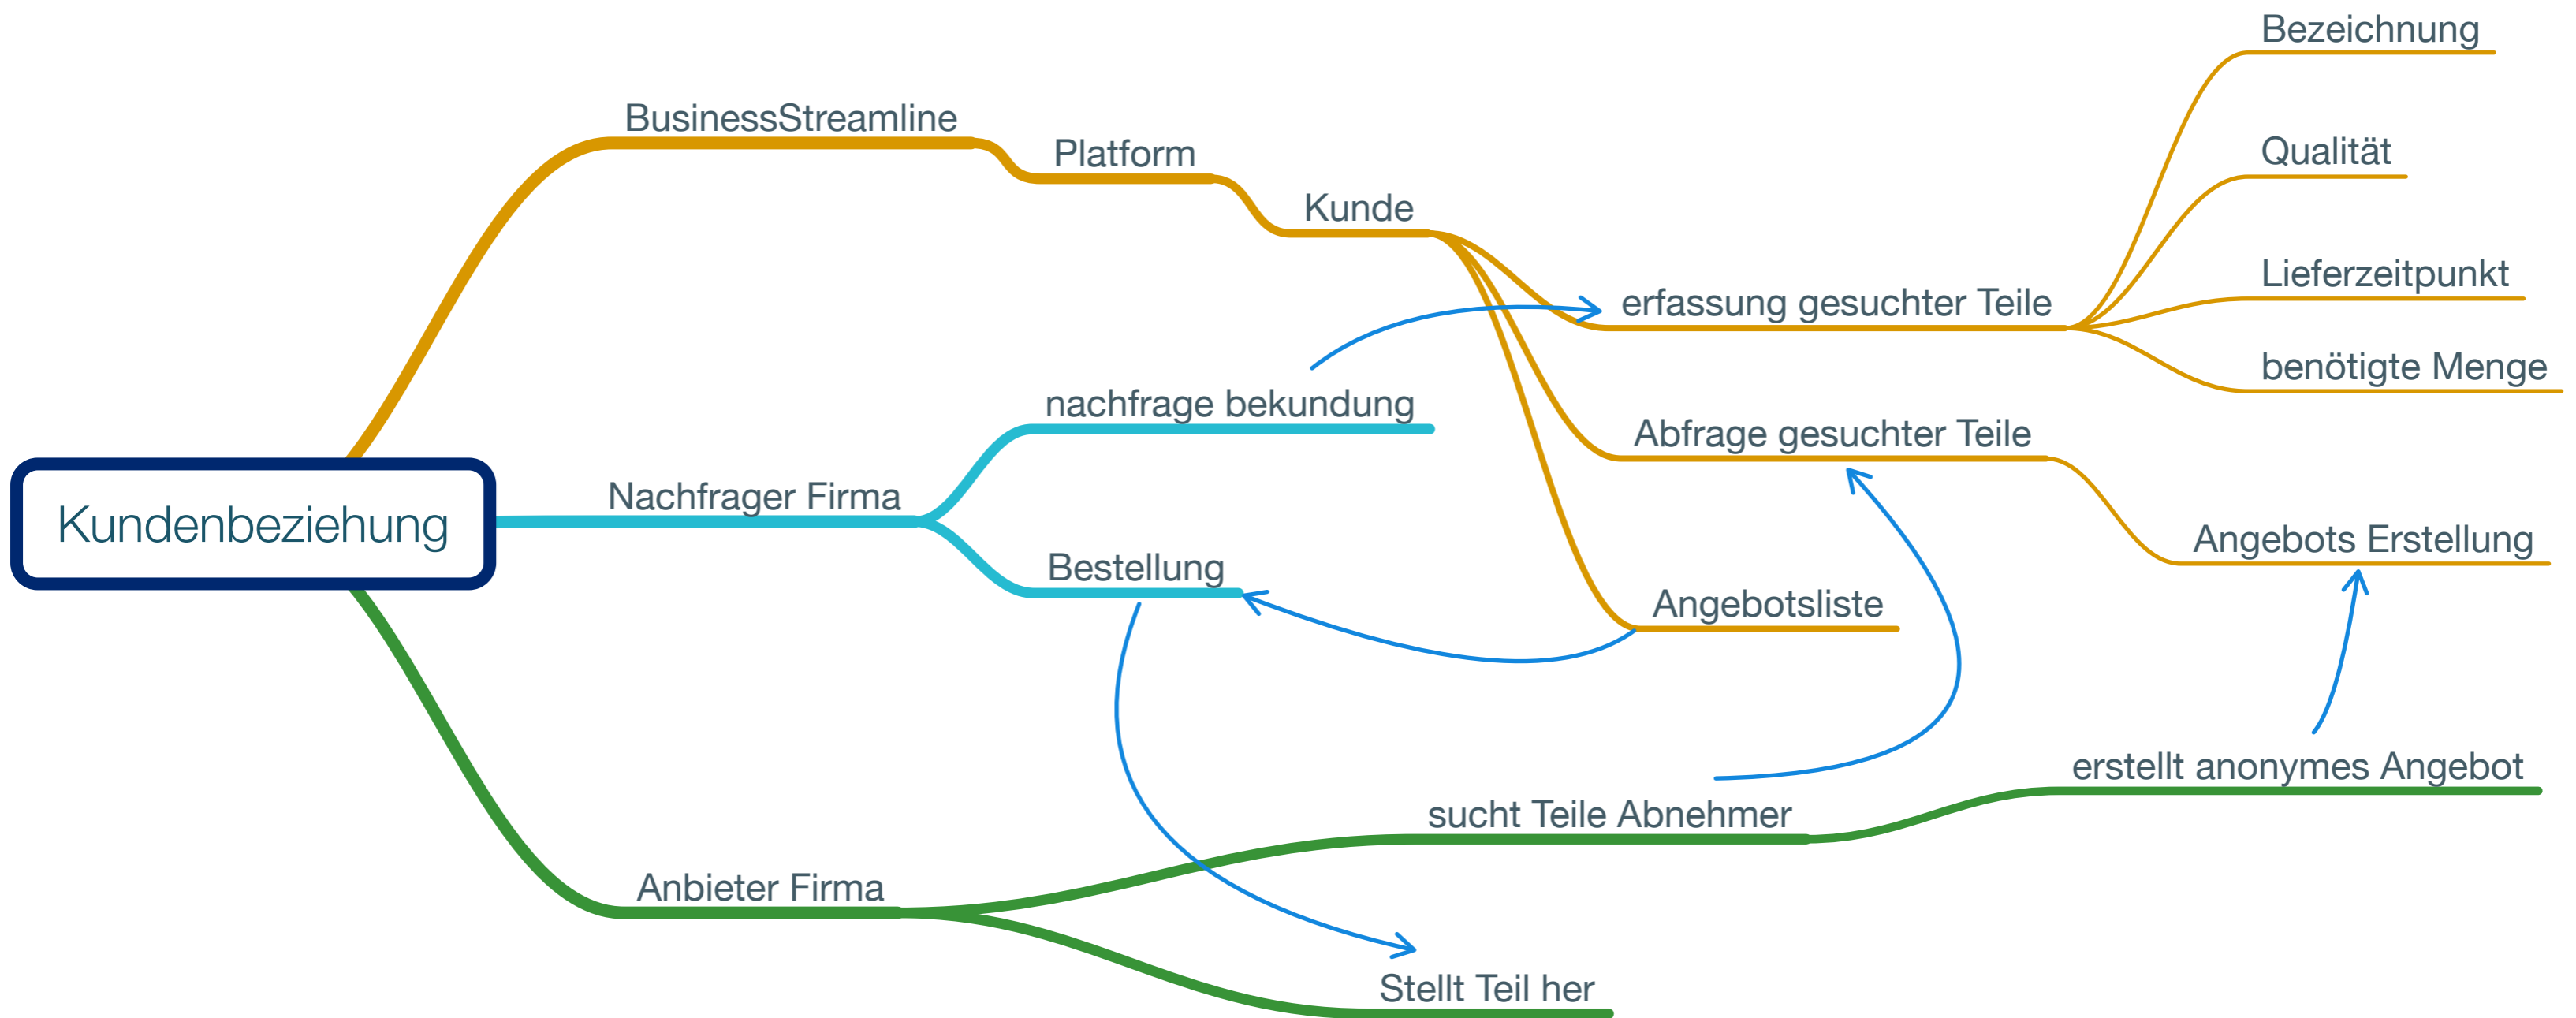 Bezeichnung
BusinessStreamline
Platform
Qualität
Kunde
Lieferzeitpunkt
erfassung gesuchter Teile
benötigte Menge
nachfrage bekundung
Abfrage gesuchter Teile
Nachfrager Firma
Kundenbeziehung
Angebots Erstellung
Bestellung
Angebotsliste
erstellt anonymes Angebot
sucht Teile Abnehmer
Anbieter Firma
Stellt Teil her